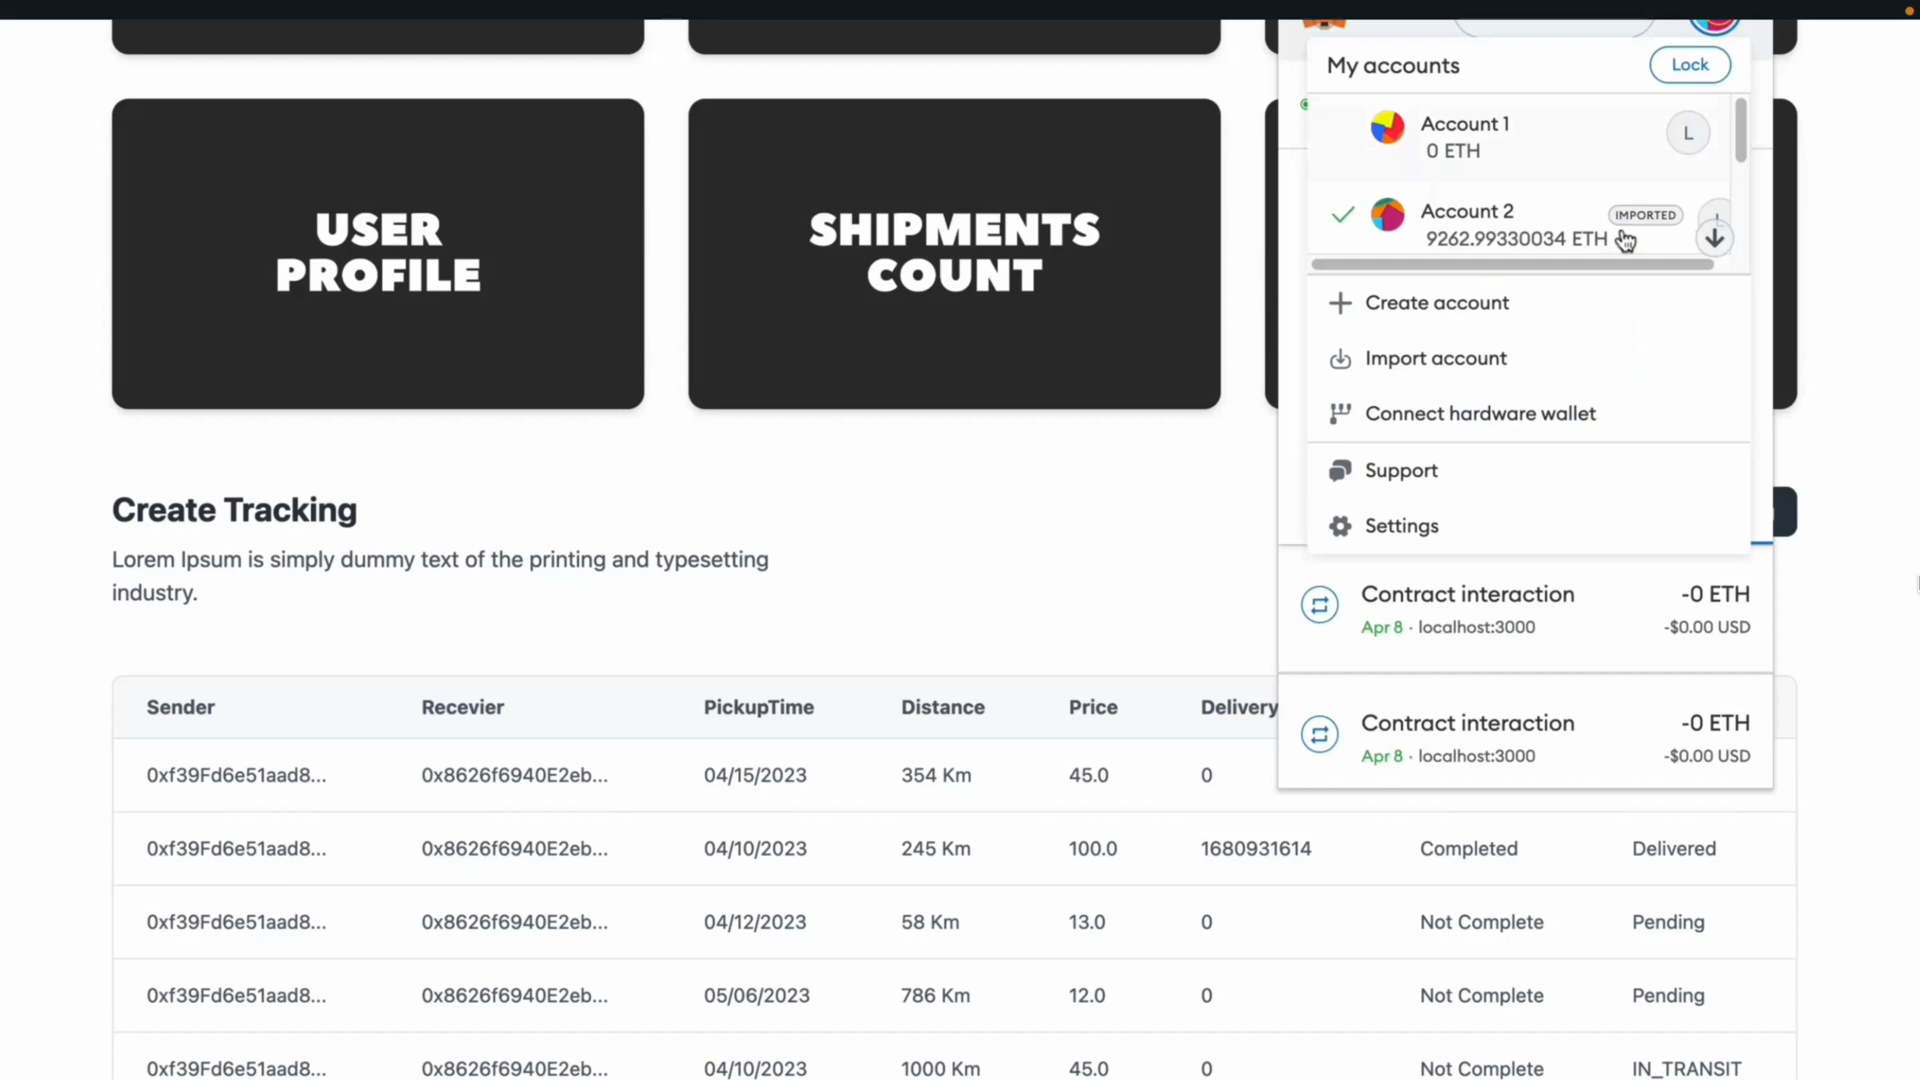 My accounts
Lock
Account 1
0 ETH
L
Account 2
IMPORTED
9262.99330034 ETH
Create account
Import account
Connect hardware wallet
Support
Settings
USER
PROFILE
SHIPMENTS
COUNT
Create Tracking
Lorem Ipsum is simply dummy text of the printing and typesetting
industry.
Contract interaction -0 ETH
Apr 8 · localhost:3000 -$0.00 USD
Contract interaction -0 ETH
Apr 8 · localhost:3000 -$0.00 USD
Sender Recevier PickupTime Distance Price Delivery
0xf39Fd6e51aad8... 0x8626f6940E2eb... 04/15/2023 354 Km 45.0 0
0xf39Fd6e51aad8... 0x8626f6940E2eb... 04/10/2023 245 Km 100.0 1680931614 Completed Delivered
0xf39Fd6e51aad8... 0x8626f6940E2eb... 04/12/2023 58 Km 13.0 0 Not Complete Pending
0xf39Fd6e51aad8... 0x8626f6940E2eb... 05/06/2023 786 Km 12.0 0 Not Complete Pending
0xf39Fd6e51aad8... 0x8626f6940E2eb... 04/10/2023 1000 Km 45.0 0 Not Complete IN_TRANSIT